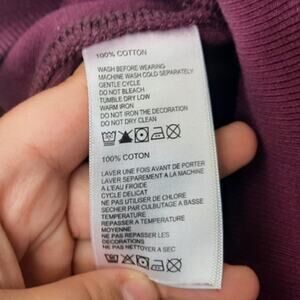 100% COTTON
WASH BEFORE WEARING
MACHINE WASH COLD SEPARATELY
GENTLE CYCLE
DO NOT BLEACH
TUMBLE DRY LOW
WARM IRON
DO NOT IRON THE DECORATION
DO NOT DRY CLEAN
100% COTON
LAVER UNE FOIS AVANT DE PORTER
LAVER SEPAREMENT A LA MACHINE
A L'EAU FROIDE
CYCLE DELICAT
NE PAS UTILISER DE CHLORE
SECHER PAR CULBUTAGE A BASSE
TEMPERATURE
REPASSER A TEMPERATURE
MOYENNE
NE PAS REPASSER LES
DECORATIONS
NE PAS NETTOYER A SEC